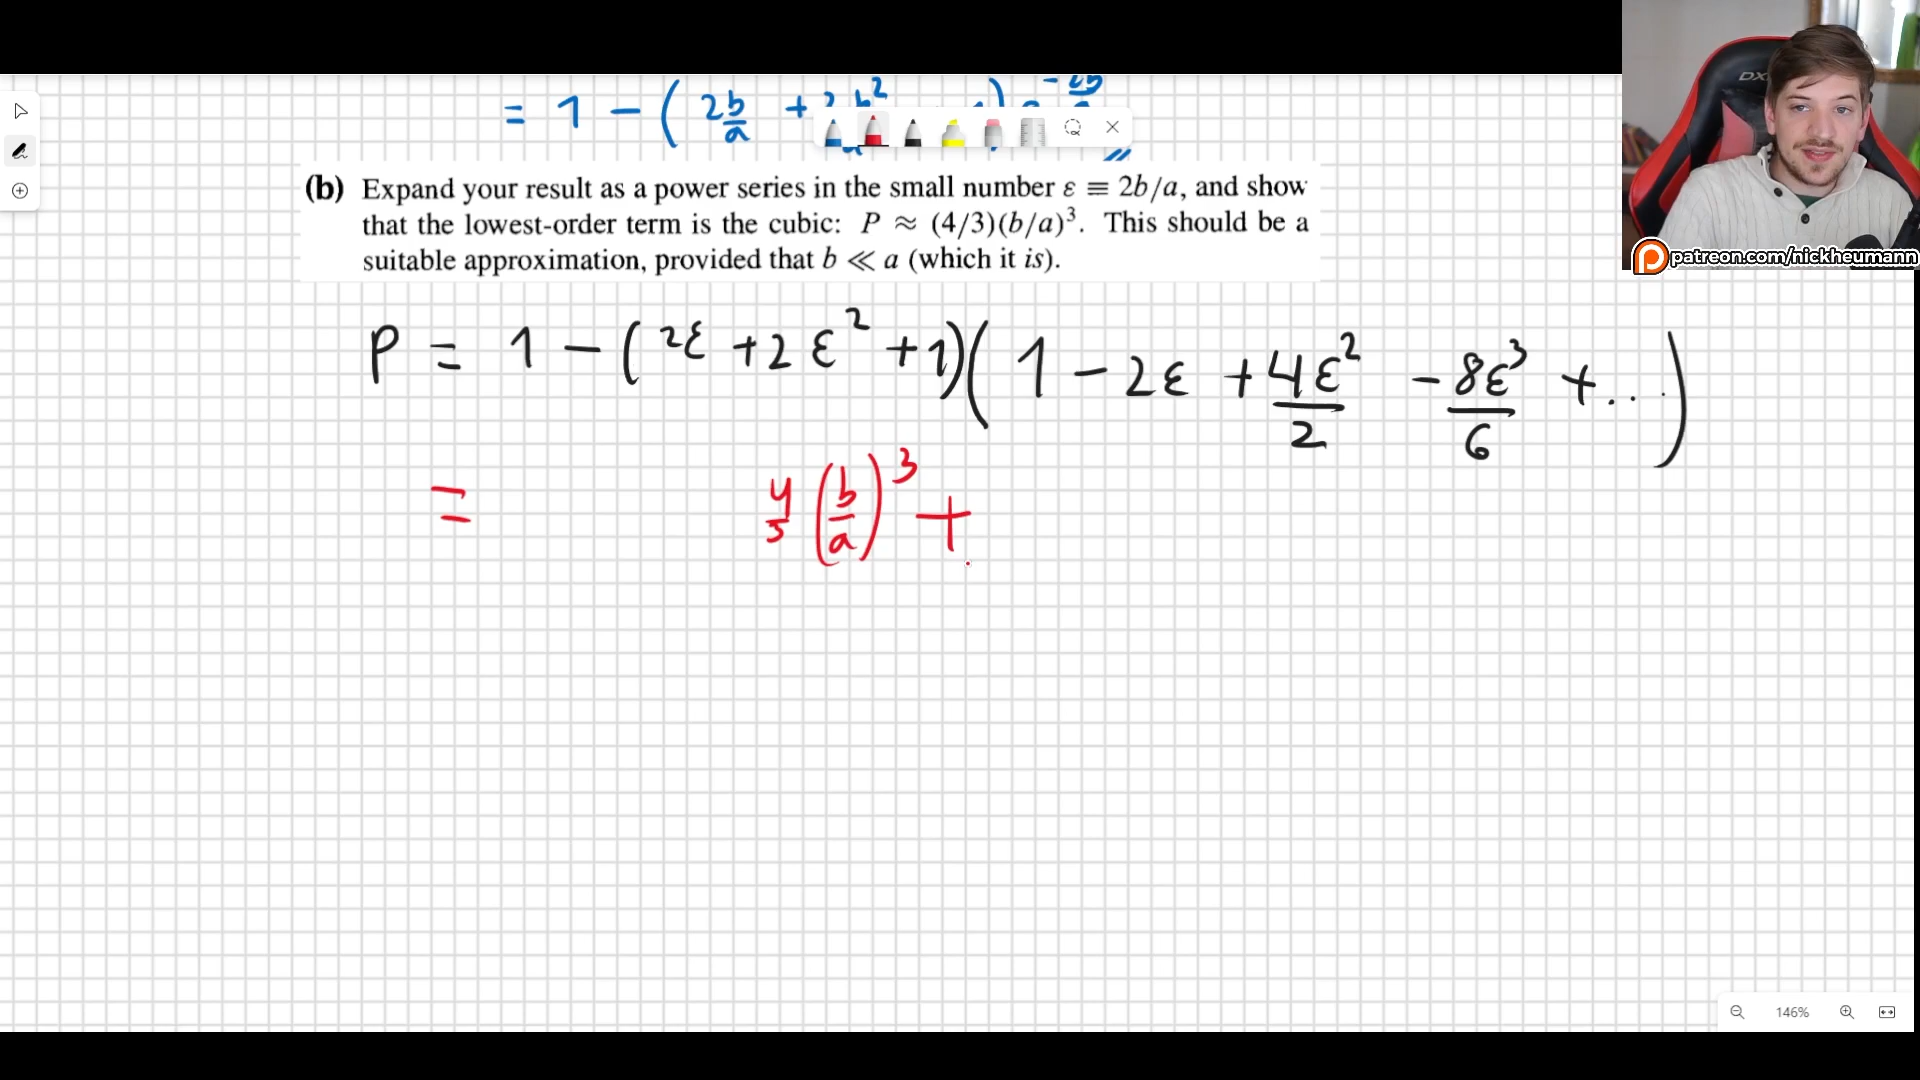 = 1 - ( 2b/a + 2 b²
DX
patreon.com/nickheumann
(b) Expand your result as a power series in the small number ε ≡ 2b/a, and show
that the lowest-order term is the cubic: P ≈ (4/3)(b/a)³. This should be a
suitable approximation, provided that b ≪ a (which it is).
P = 1 - (2ε + 2ε² + 1)(1 - 2ε + 4ε²/2 - 8ε³/6 + ...)
= 4/3 (b/a)³ +
146%